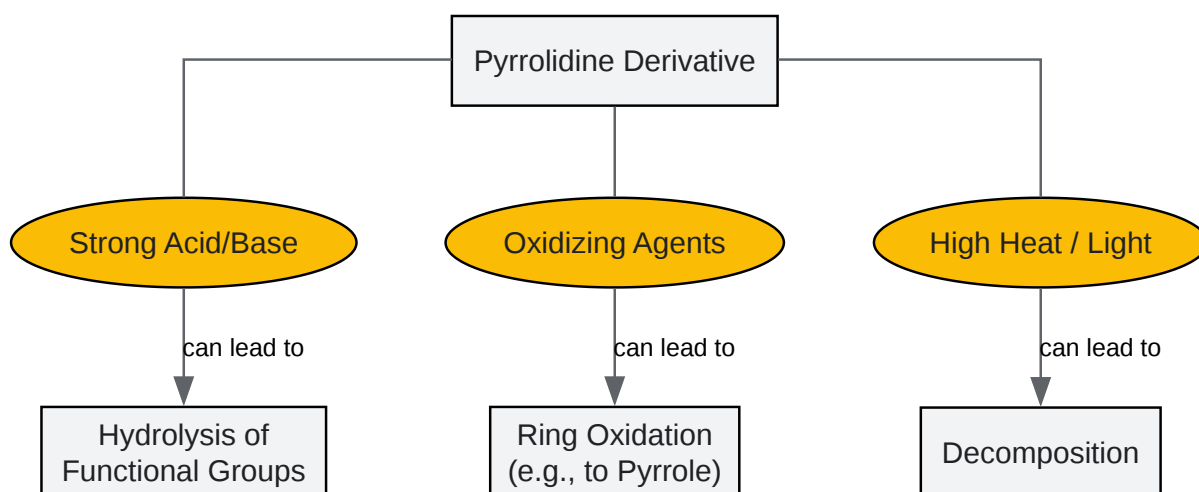 Pyrrolidine Derivative
Strong Acid/Base
Oxidizing Agents
High Heat / Light
can lead to
can lead to
can lead to
Hydrolysis of
Functional Groups
Ring Oxidation
(e.g., to Pyrrole)
Decomposition